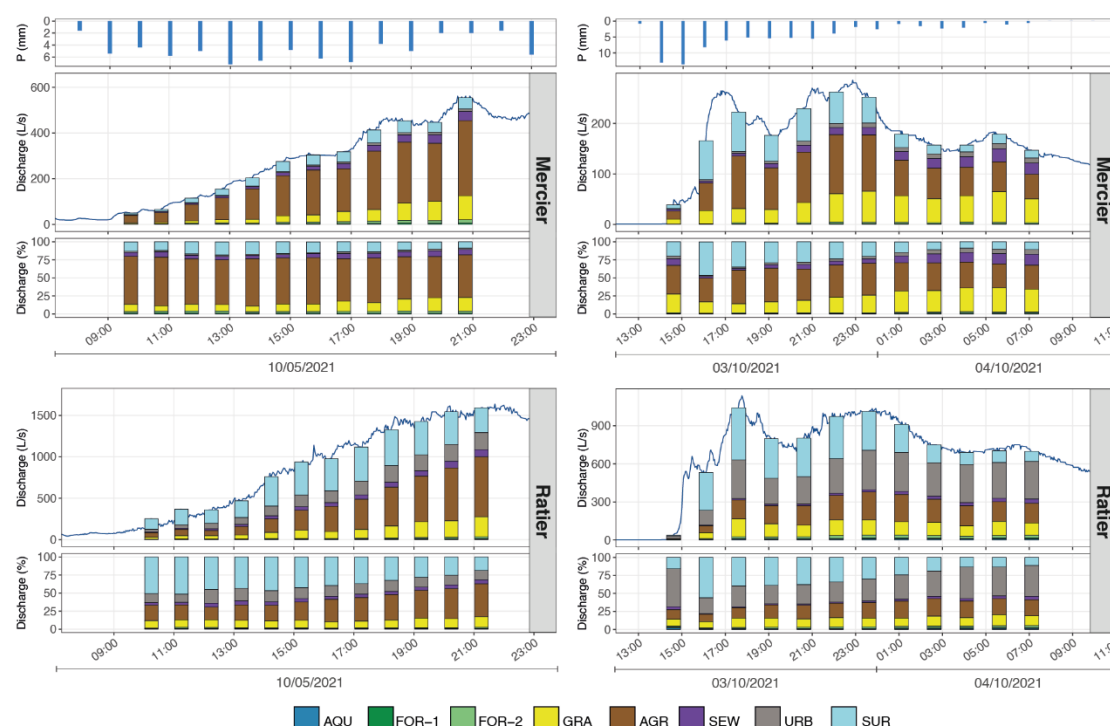 P (mm)
0
2
4
6
Discharge (L/s)
600
400
200
0
Mercier
Discharge (%)
100
75
50
25
0
09:00 11:00 13:00 15:00 17:00 19:00 21:00 23:00
10/05/2021
P (mm)
0
5
10
Discharge (L/s)
200
100
0
Mercier
Discharge (%)
100
75
50
25
0
13:00 15:00 17:00 19:00 21:00 23:00 01:00 03:00 05:00 07:00 09:00 11:0
03/10/2021 04/10/2021
Discharge (L/s)
1500
1000
500
0
Ratier
Discharge (%)
100
75
50
25
0
09:00 11:00 13:00 15:00 17:00 19:00 21:00 23:00
10/05/2021
Discharge (L/s)
900
600
300
0
Ratier
Discharge (%)
100
75
50
25
0
13:00 15:00 17:00 19:00 21:00 23:00 01:00 03:00 05:00 07:00 09:00 11:0
03/10/2021 04/10/2021
AQU FOR-1 FOR-2 GRA AGR SEW URB SUR